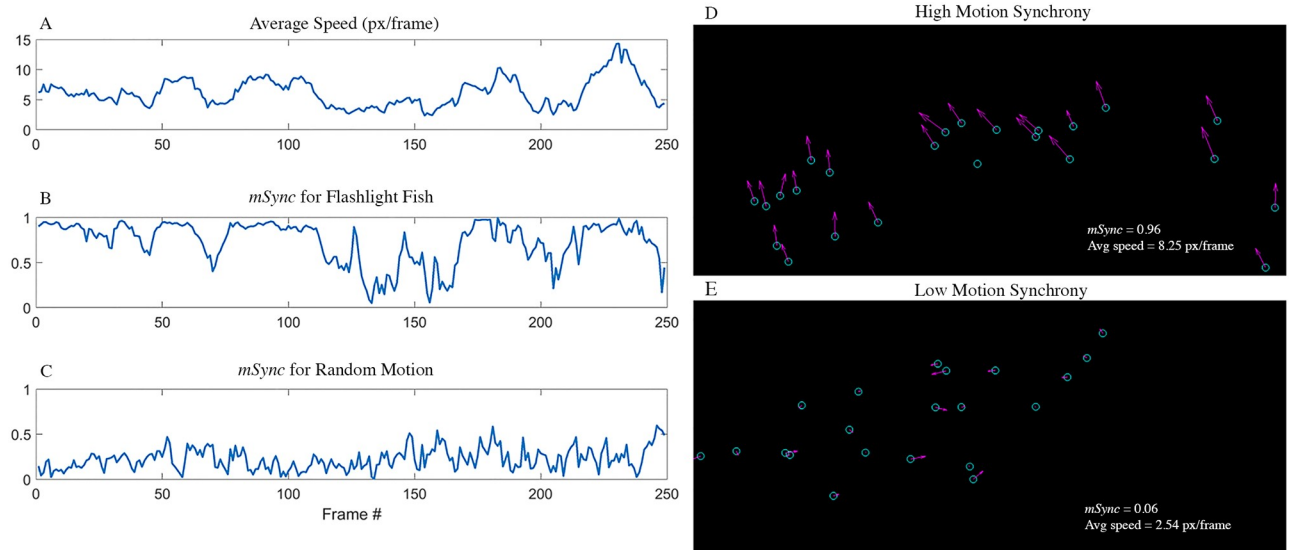 A
Average Speed (px/frame)
15
10
5
0
0 50 100 150 200 250
B
mSync for Flashlight Fish
1
0.5
0
0 50 100 150 200 250
C
mSync for Random Motion
1
0.5
0
0 50 100 150 200 250
Frame #
D
High Motion Synchrony
mSync = 0.96
Avg speed = 8.25 px/frame
E
Low Motion Synchrony
mSync = 0.06
Avg speed = 2.54 px/frame